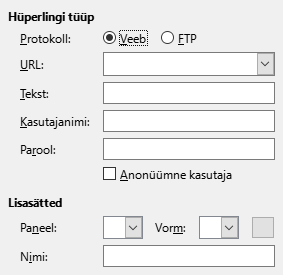 Hüperlingi tüüp
Protokoll: Veeb FTP
URL:
Tekst:
Kasutajanimi:
Parool:
Anonüümne kasutaja
Lisasätted
Paneel: Vorm:
Nimi: